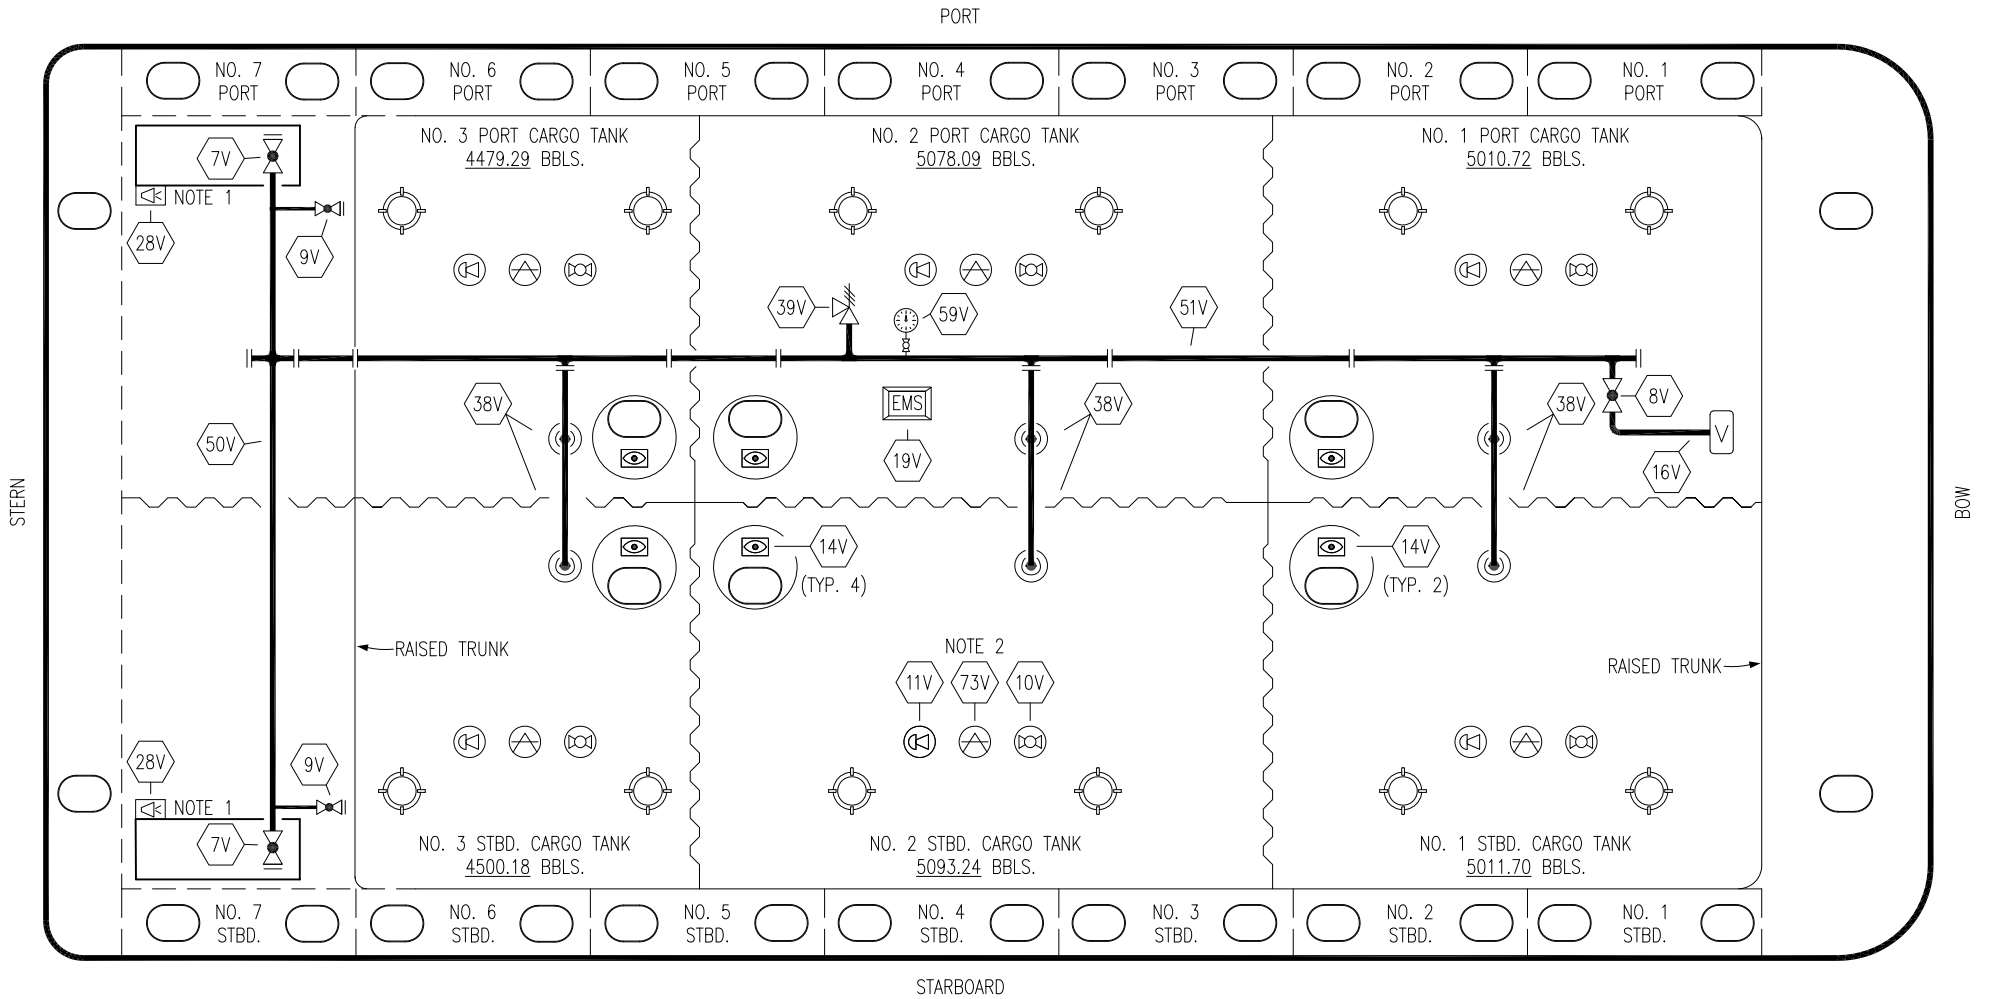 PORT
NO. 7
PORT
NO. 6
PORT
NO. 5
PORT
NO. 4
PORT
NO. 3
PORT
NO. 2
PORT
NO. 1
PORT
NO. 3 PORT CARGO TANK
4479.29 BBLS.
NO. 2 PORT CARGO TANK
5078.09 BBLS.
NO. 1 PORT CARGO TANK
5010.72 BBLS.
7V
NOTE 1
28V
9V
39V
59V
51V
38V
EMS
38V
38V
8V
50V
19V
16V
V
STERN
BOW
14V
(TYP. 4)
14V
(TYP. 2)
RAISED TRUNK
NOTE 2
RAISED TRUNK
11V
73V
10V
28V
9V
NOTE 1
7V
NO. 3 STBD. CARGO TANK
4500.18 BBLS.
NO. 2 STBD. CARGO TANK
5093.24 BBLS.
NO. 1 STBD. CARGO TANK
5011.70 BBLS.
NO. 7
STBD.
NO. 6
STBD.
NO. 5
STBD.
NO. 4
STBD.
NO. 3
STBD.
NO. 2
STBD.
NO. 1
STBD.
STARBOARD